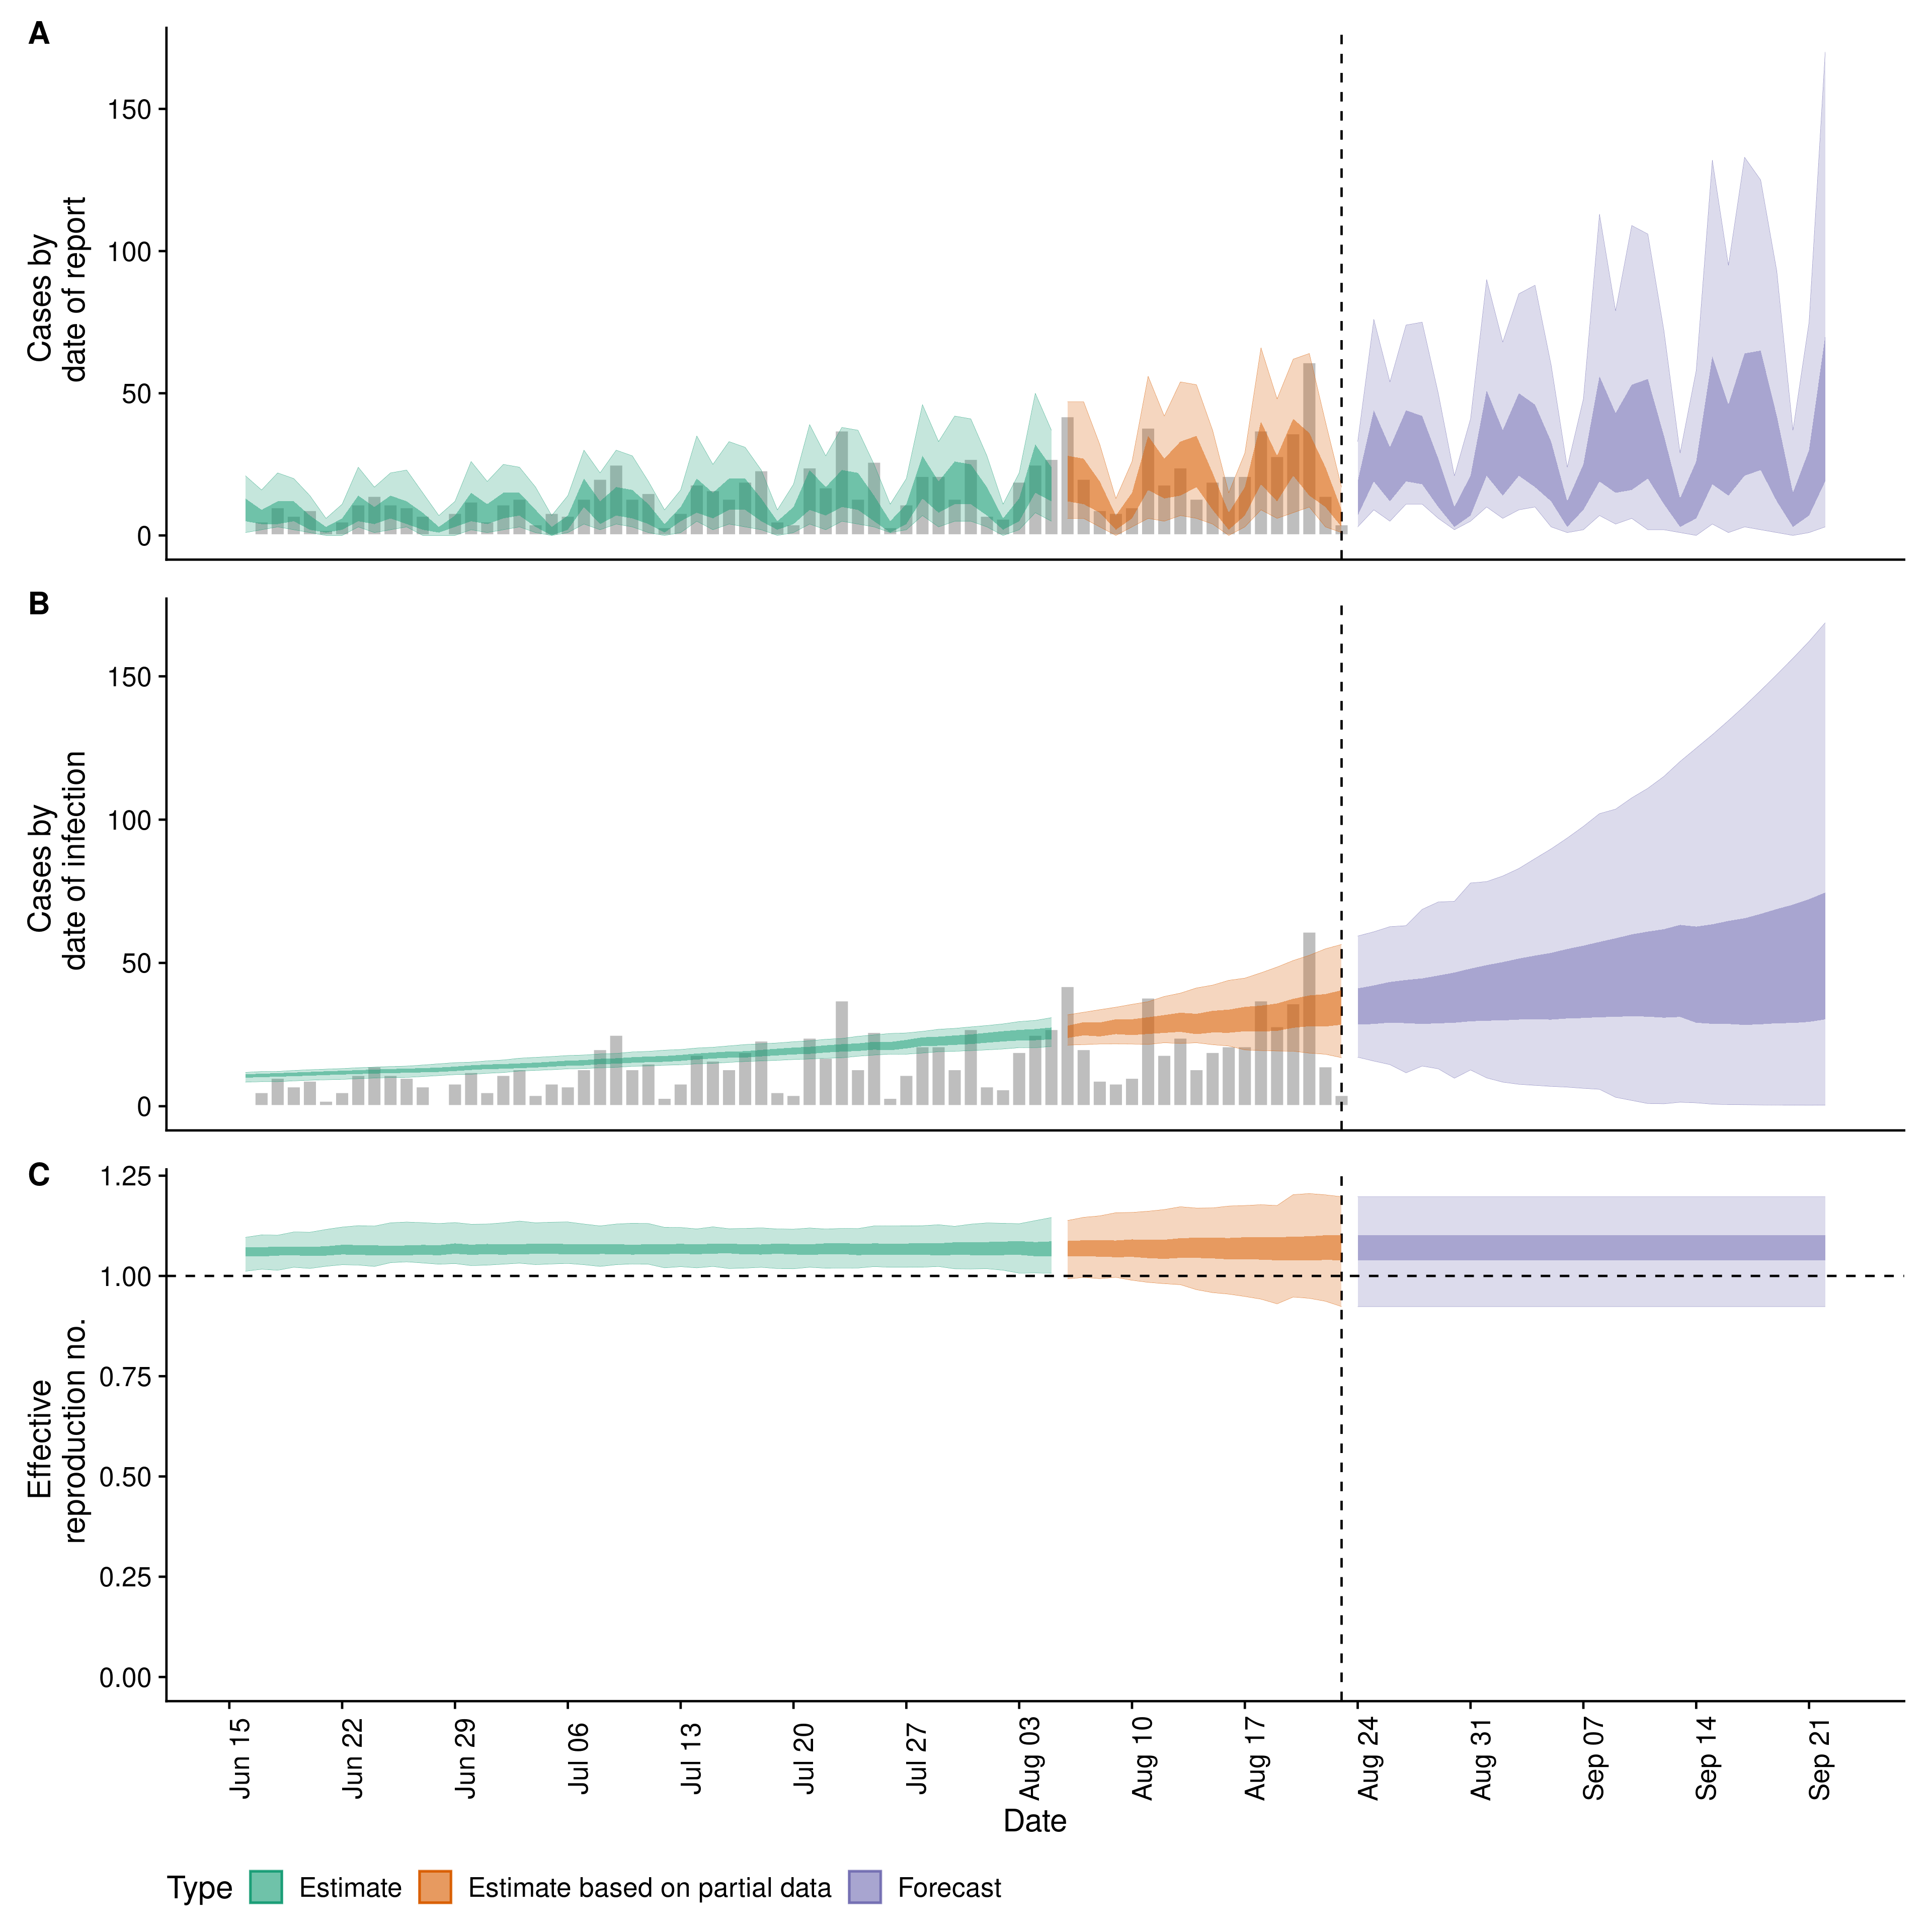 A
Cases by
date of report
150
100
50
0
B
Cases by
date of infection
150
100
50
0
C
Effective
reproduction no.
1.25
1.00
0.75
0.50
0.25
0.00
Jun 15
Jun 22
Jun 29
Jul 06
Jul 13
Jul 20
Jul 27
Aug 03
Aug 10
Aug 17
Aug 24
Aug 31
Sep 07
Sep 14
Sep 21
Date
Type Estimate Estimate based on partial data Forecast